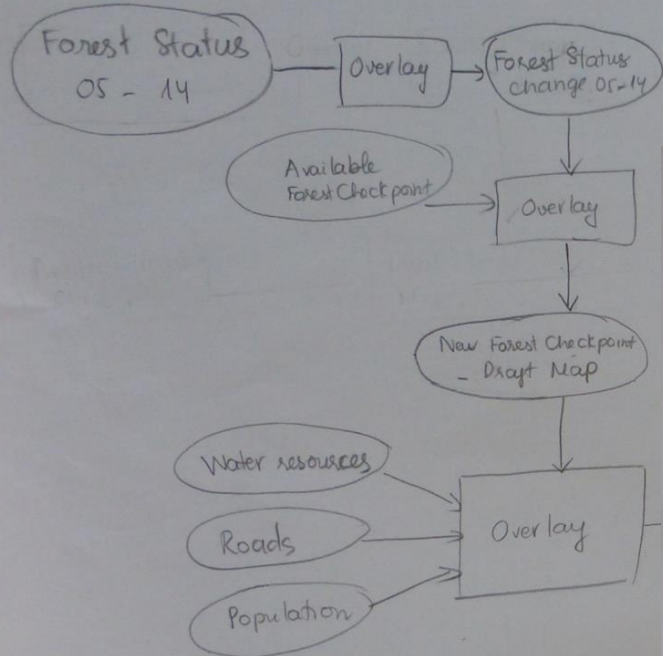 Forest Status
05 - 14
Overlay
Forest Status
change 05-14
Available
Forest Checkpoint
Overlay
New Forest Checkpoint
- Draft Map
Water resources
Roads
Population
Overlay